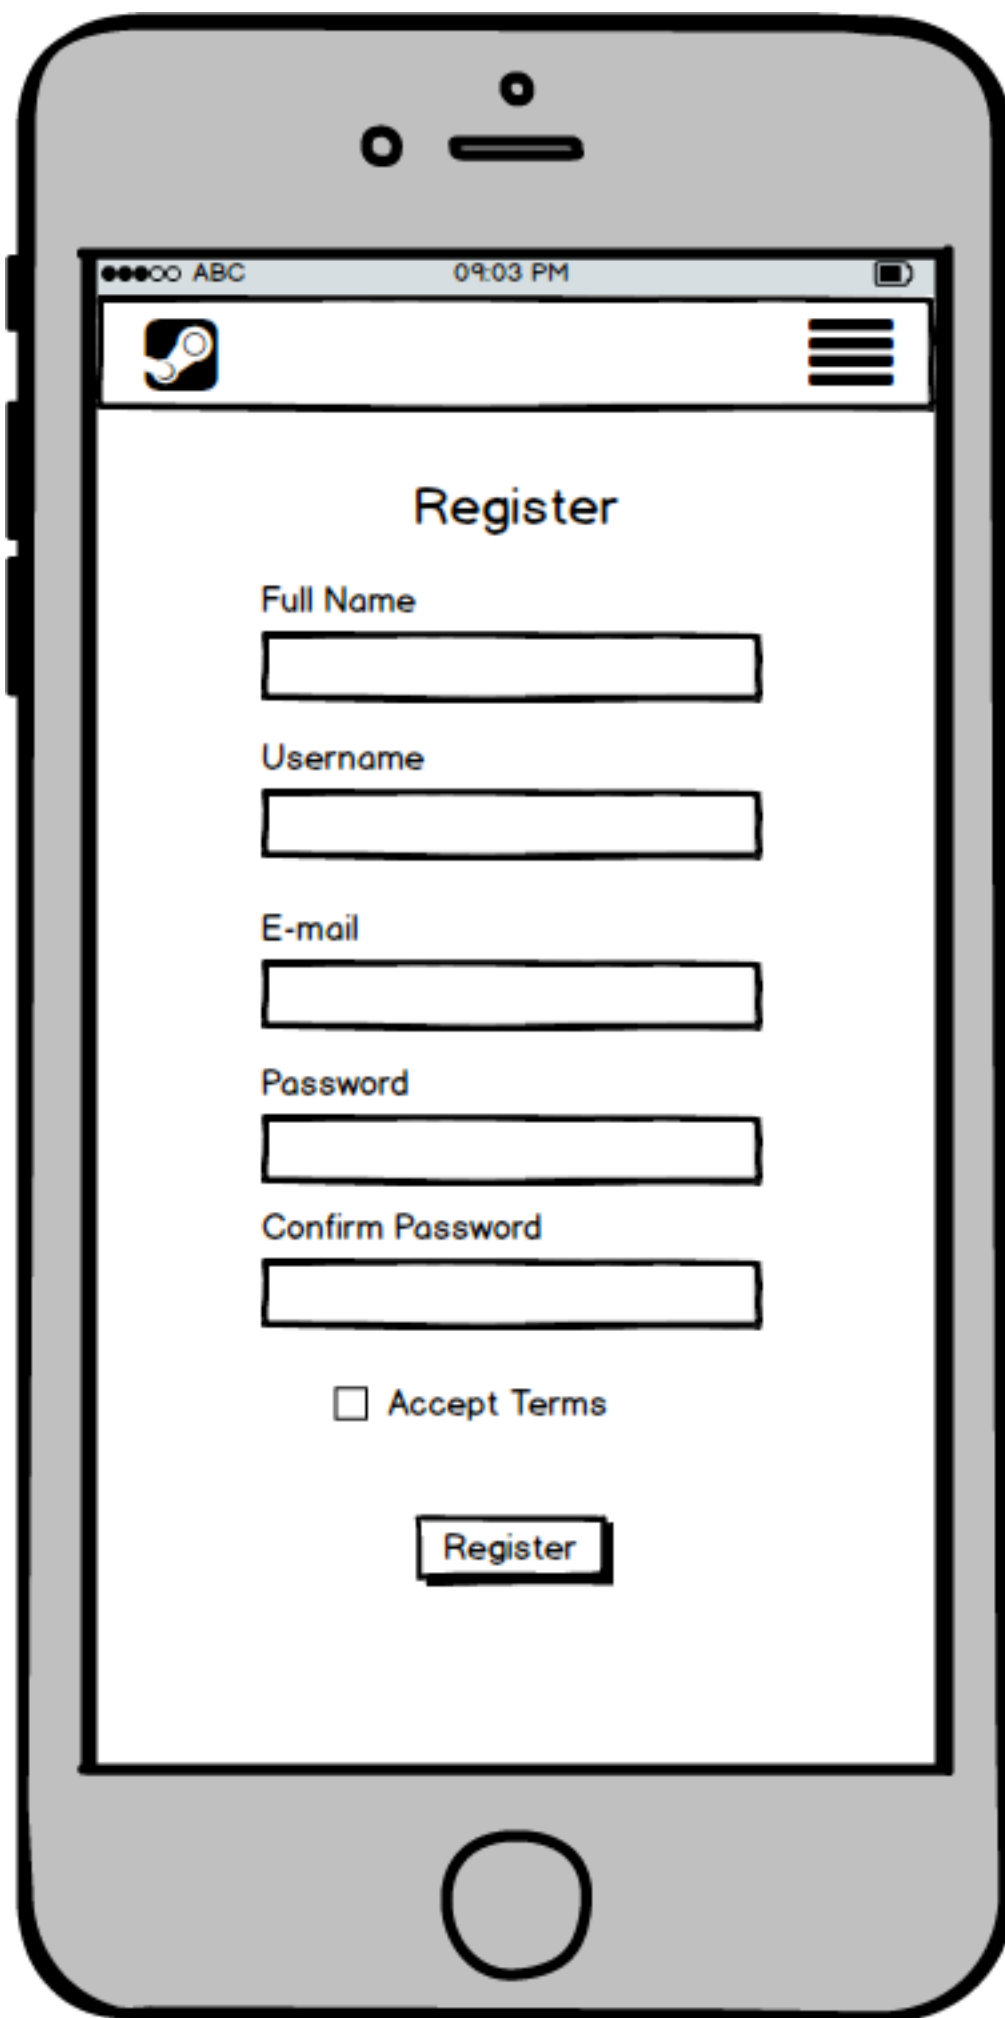 ABC 09:03 PM
Register
Full Name
Username
E-mail
Password
Confirm Password
Accept Terms
Register